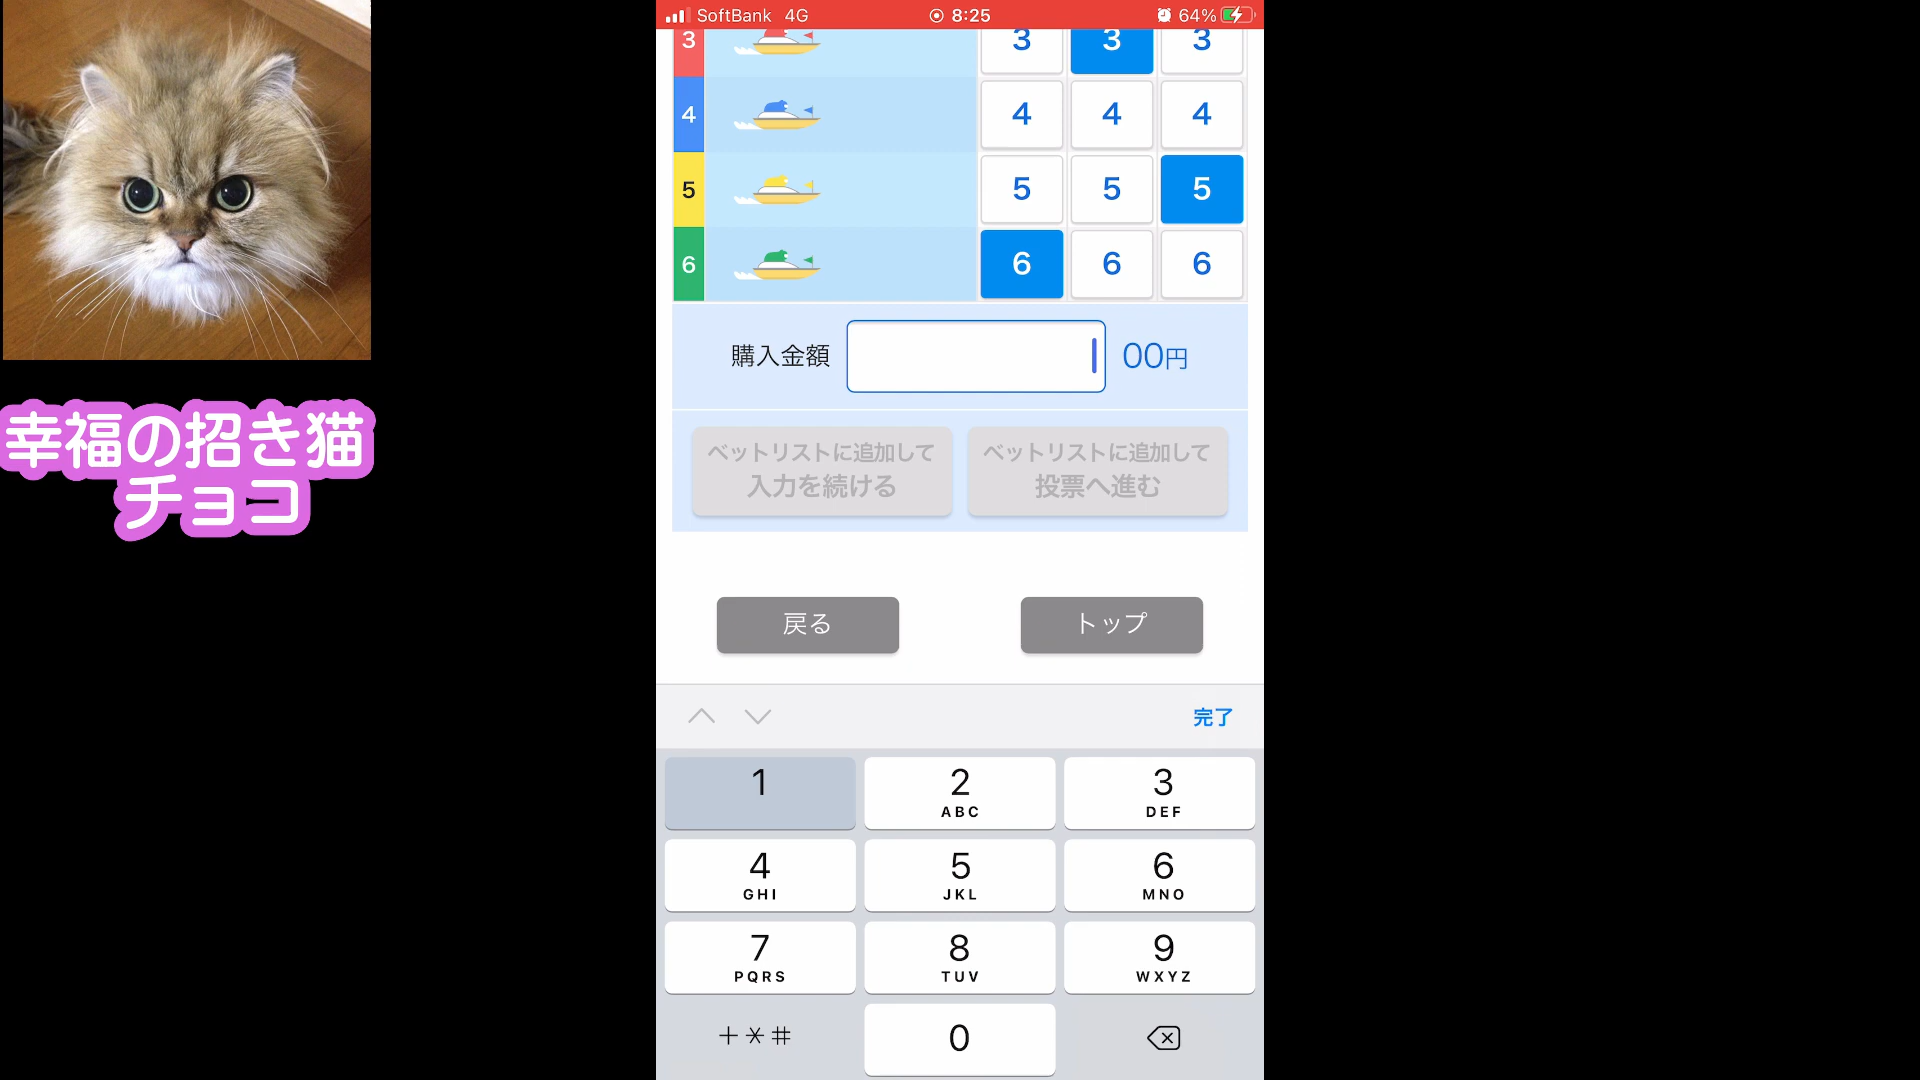 幸福の招き猫
チョコ
SoftBank 4G 8:25 64%
3 3 3 3
4 4 4 4
5 5 5 5
6 6 6 6
購入金額 00円
ベットリストに追加して
入力を続ける
ベットリストに追加して
投票へ進む
戻る トップ
完了
1 2 3
ABC DEF
4 5 6
GHI JKL MNO
7 8 9
PQRS TUV WXYZ
+*# 0